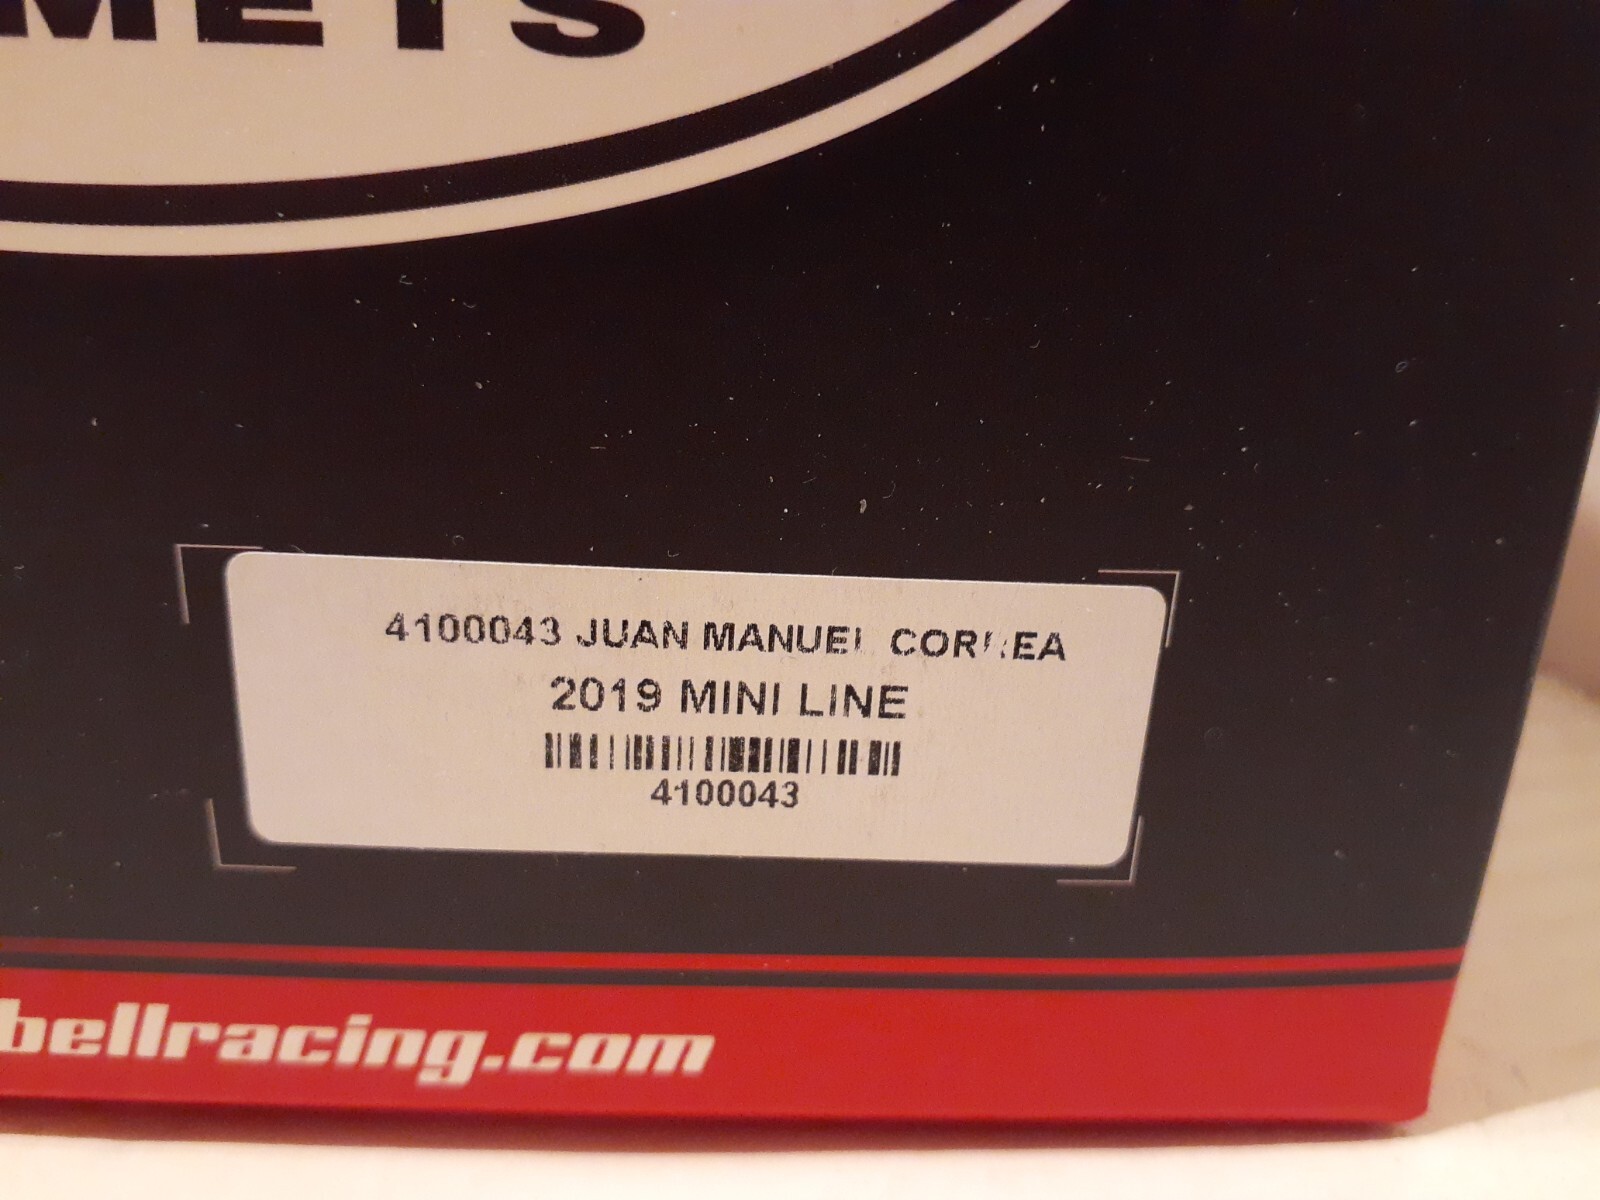 METS
4100043 JUAN MANUEL CORREA
2019 MINI LINE
4100043
bellracing.com